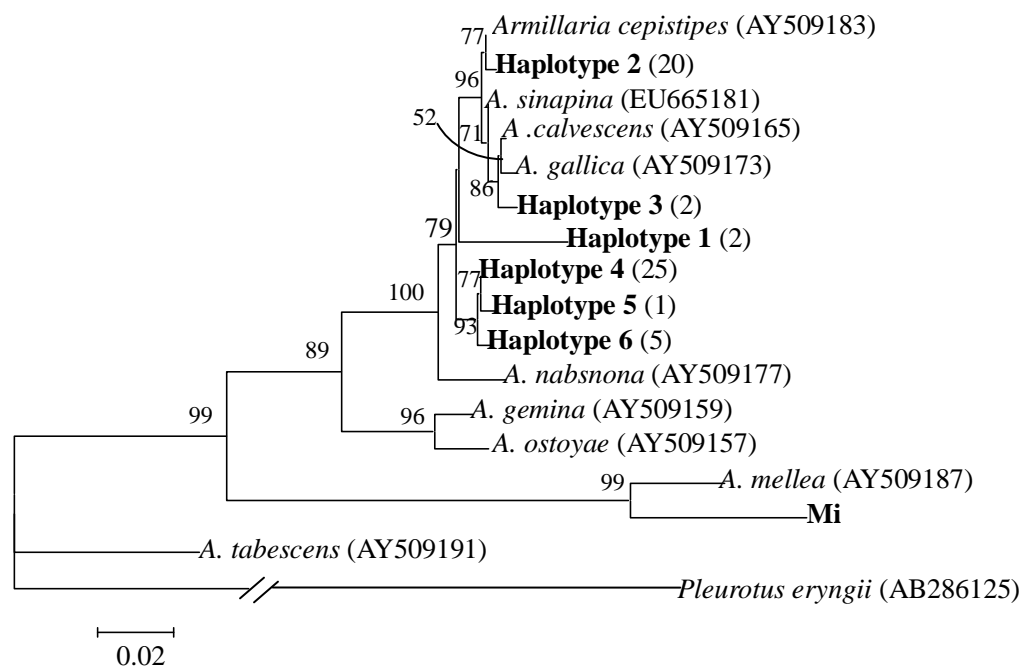 Armillaria cepistipes (AY509183)
77
Haplotype 2 (20)
96
A. sinapina (EU665181)
52
71
A .calvescens (AY509165)
A. gallica (AY509173)
86
Haplotype 3 (2)
79
Haplotype 1 (2)
77
Haplotype 4 (25)
100
Haplotype 5 (1)
93
Haplotype 6 (5)
89
A. nabsnona (AY509177)
99
96
A. gemina (AY509159)
A. ostoyae (AY509157)
99
A. mellea (AY509187)
Mi
A. tabescens (AY509191)
Pleurotus eryngii (AB286125)
0.02